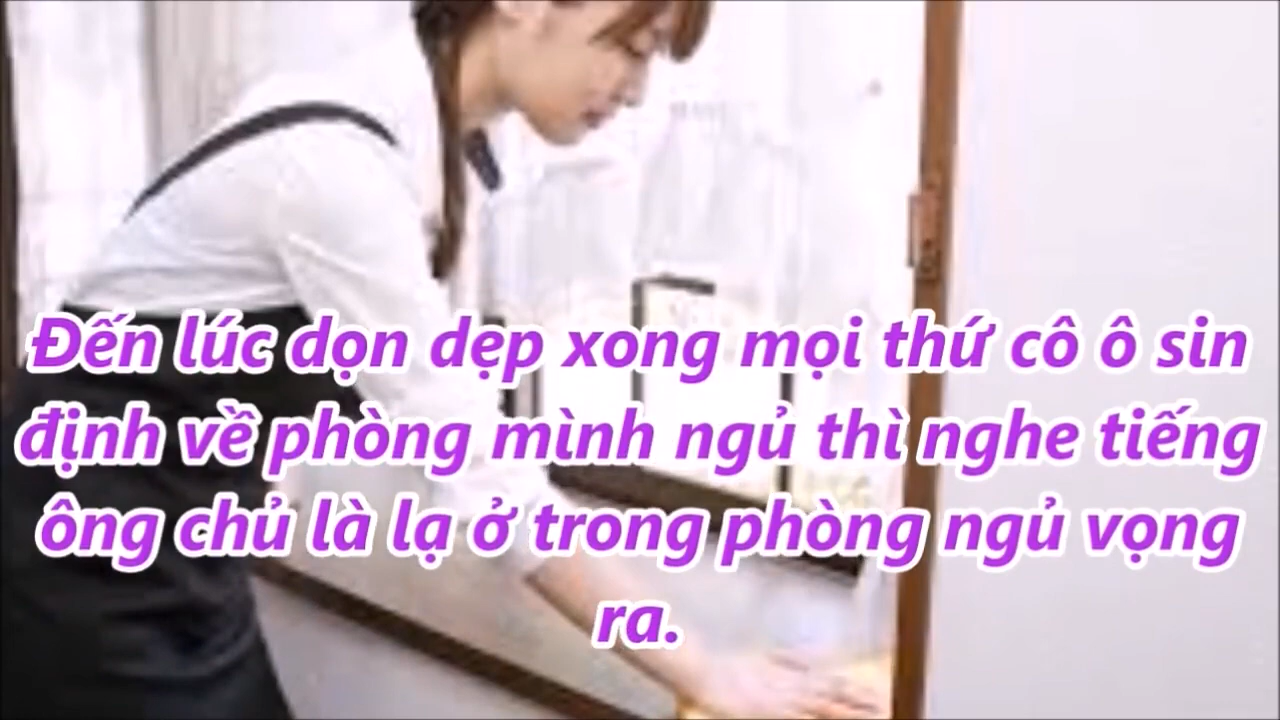 Đến lúc dọn dẹp xong mọi thứ cô ô sin
định về phòng mình ngủ thì nghe tiếng
ông chủ là lạ ở trong phòng ngủ vọng
ra.